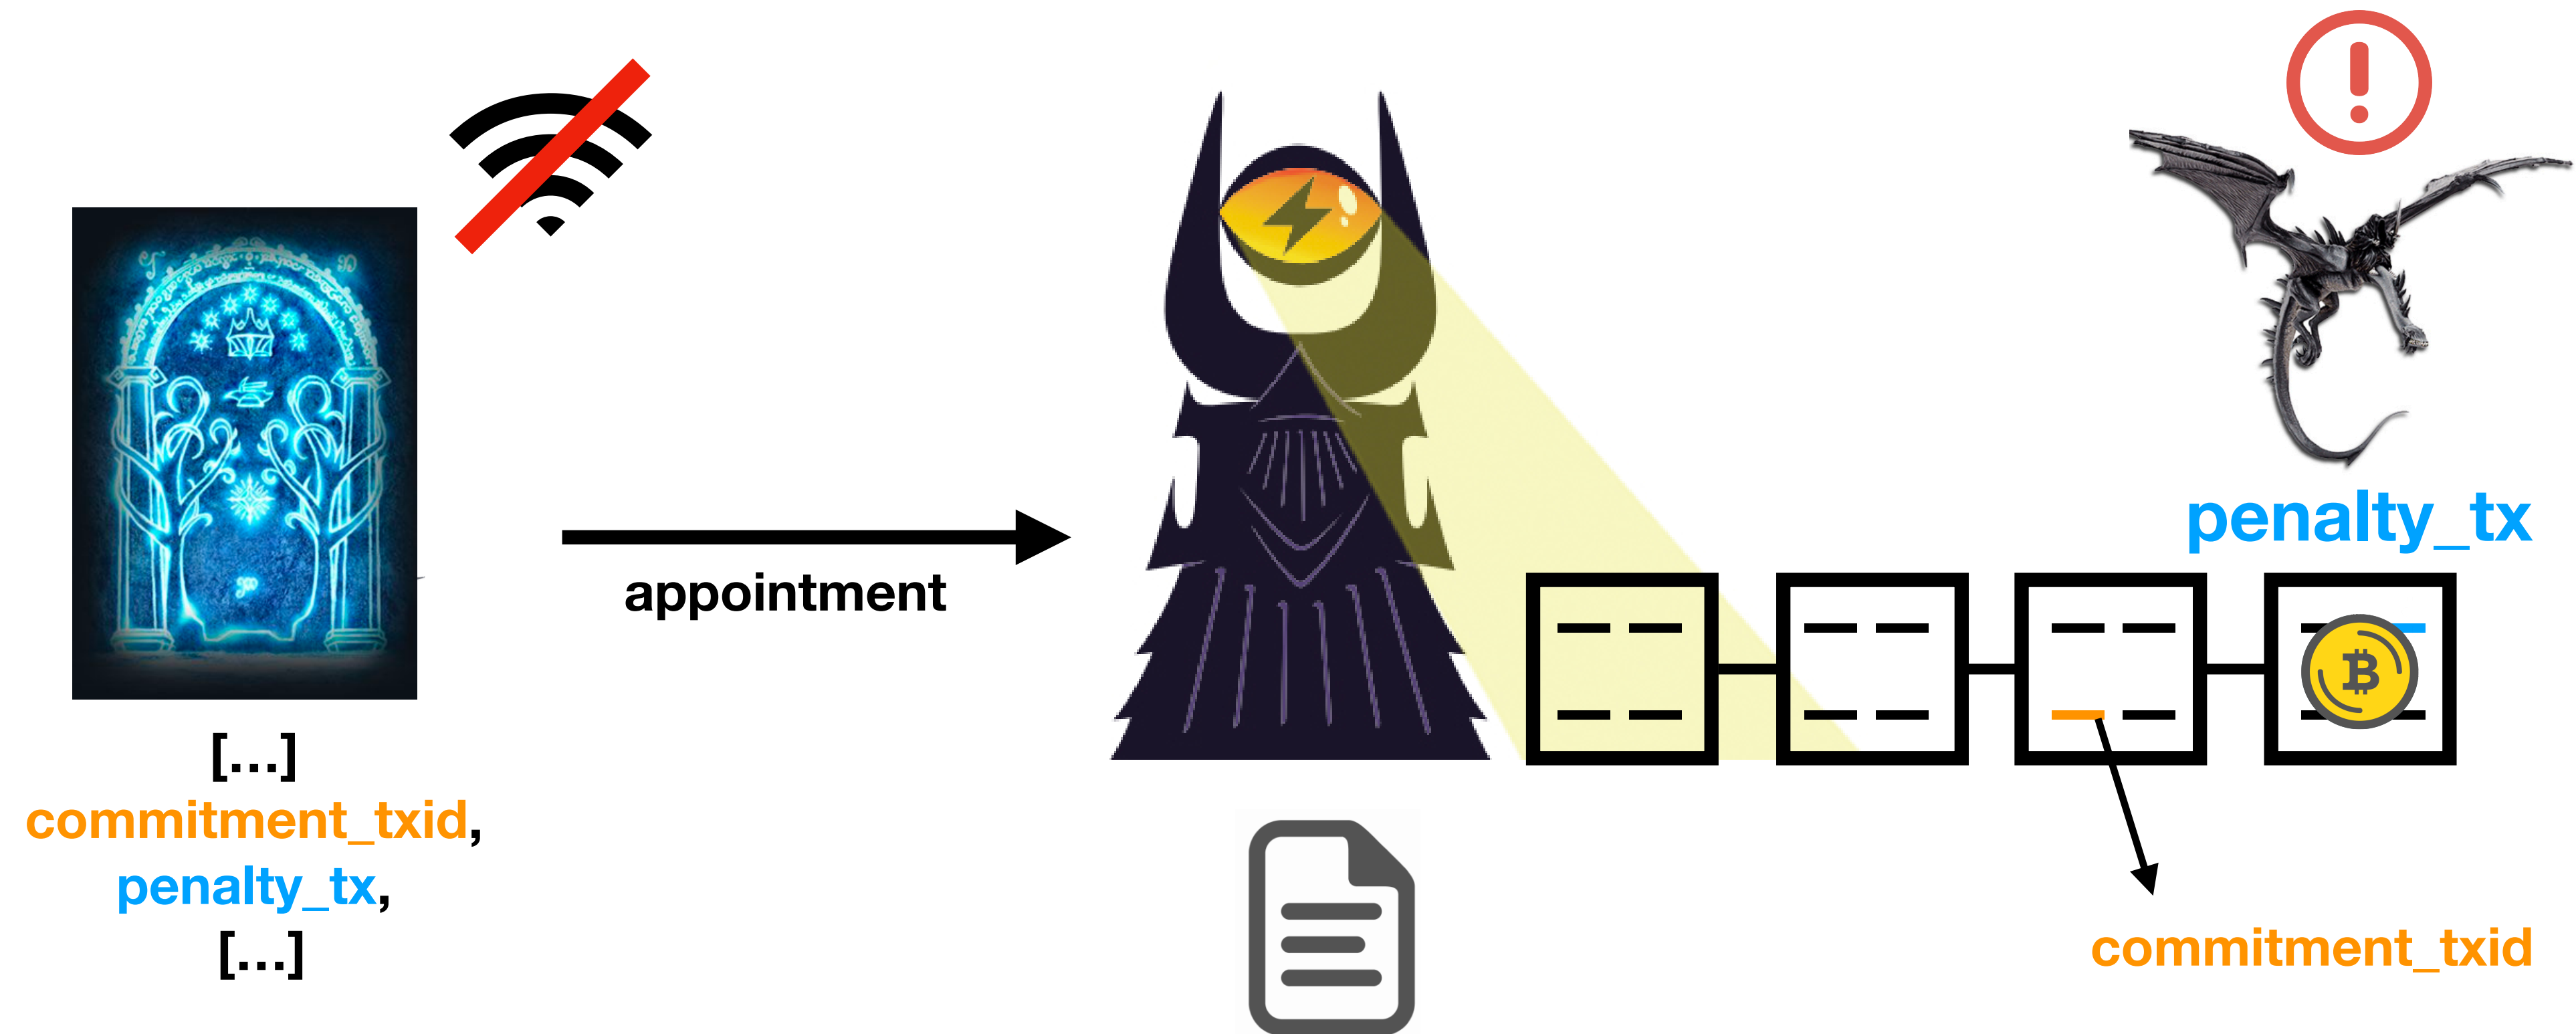 [...]
commitment_txid,
penalty_tx,
[...]
appointment
penalty_tx
commitment_txid